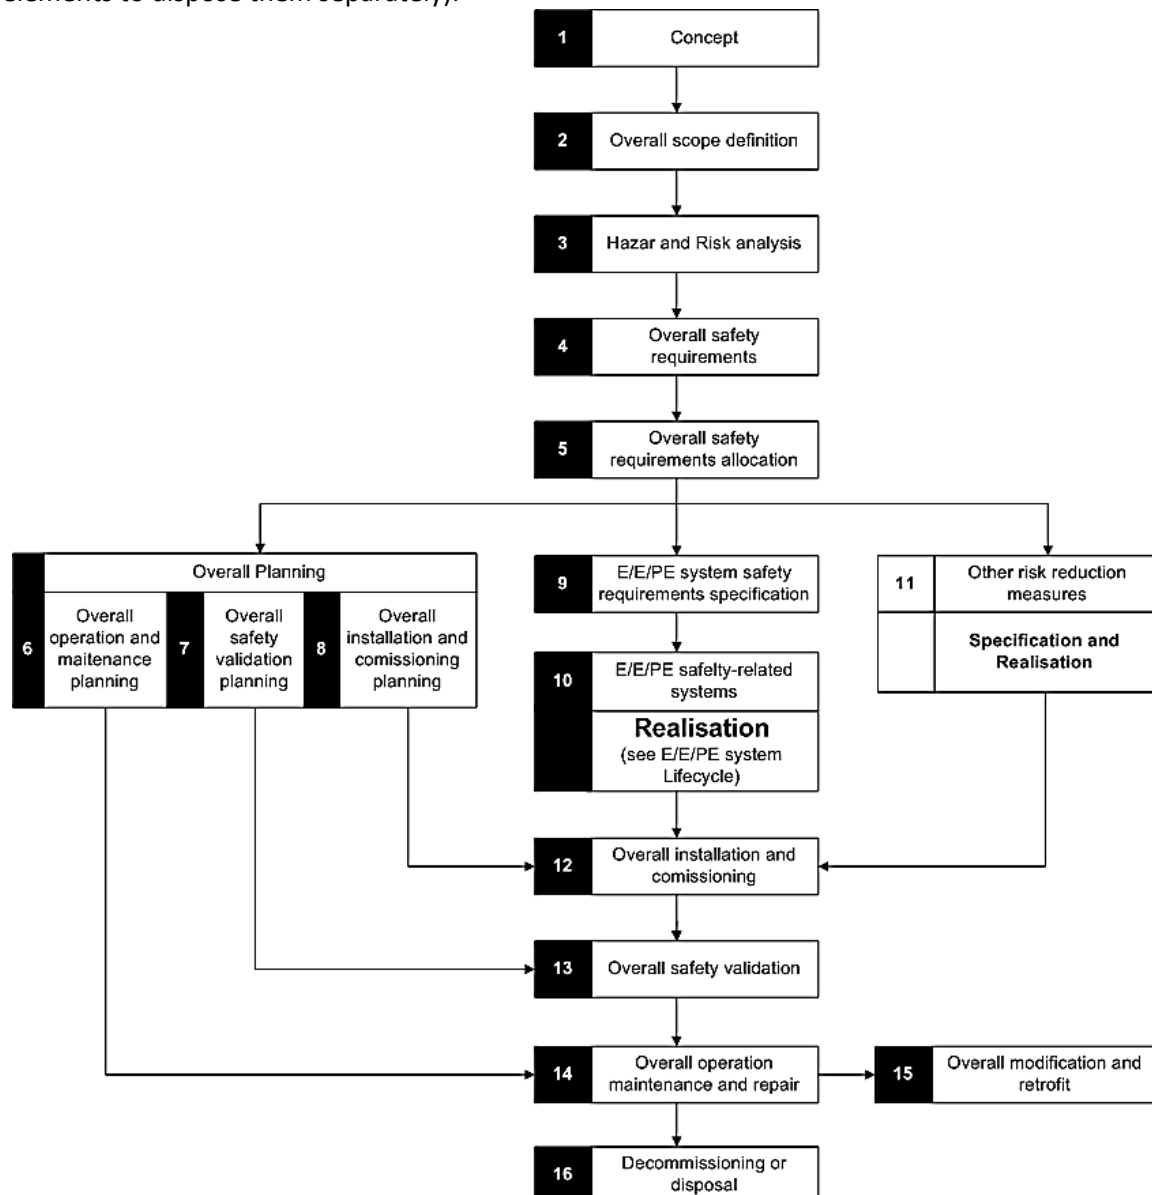 elements to dispose them separately).
1
Concept
2
Overall scope definition
3
Hazar and Risk analysis
4
Overall safety
requirements
5
Overall safety
requirements allocation
Overall Planning
6
Overall
operation and
maitenance
planning
7
Overall
safety
validation
planning
8
Overall
installation and
comissioning
planning
9
E/E/PE system safety
requirements specification
10
E/E/PE safelty-related
systems
Realisation
(see E/E/PE system
Lifecycle)
11
Other risk reduction
measures
Specification and
Realisation
12
Overall installation and
comissioning
13
Overall safety validation
14
Overall operation
maintenance and repair
15
Overall modification and
retrofit
16
Decommissioning or
disposal